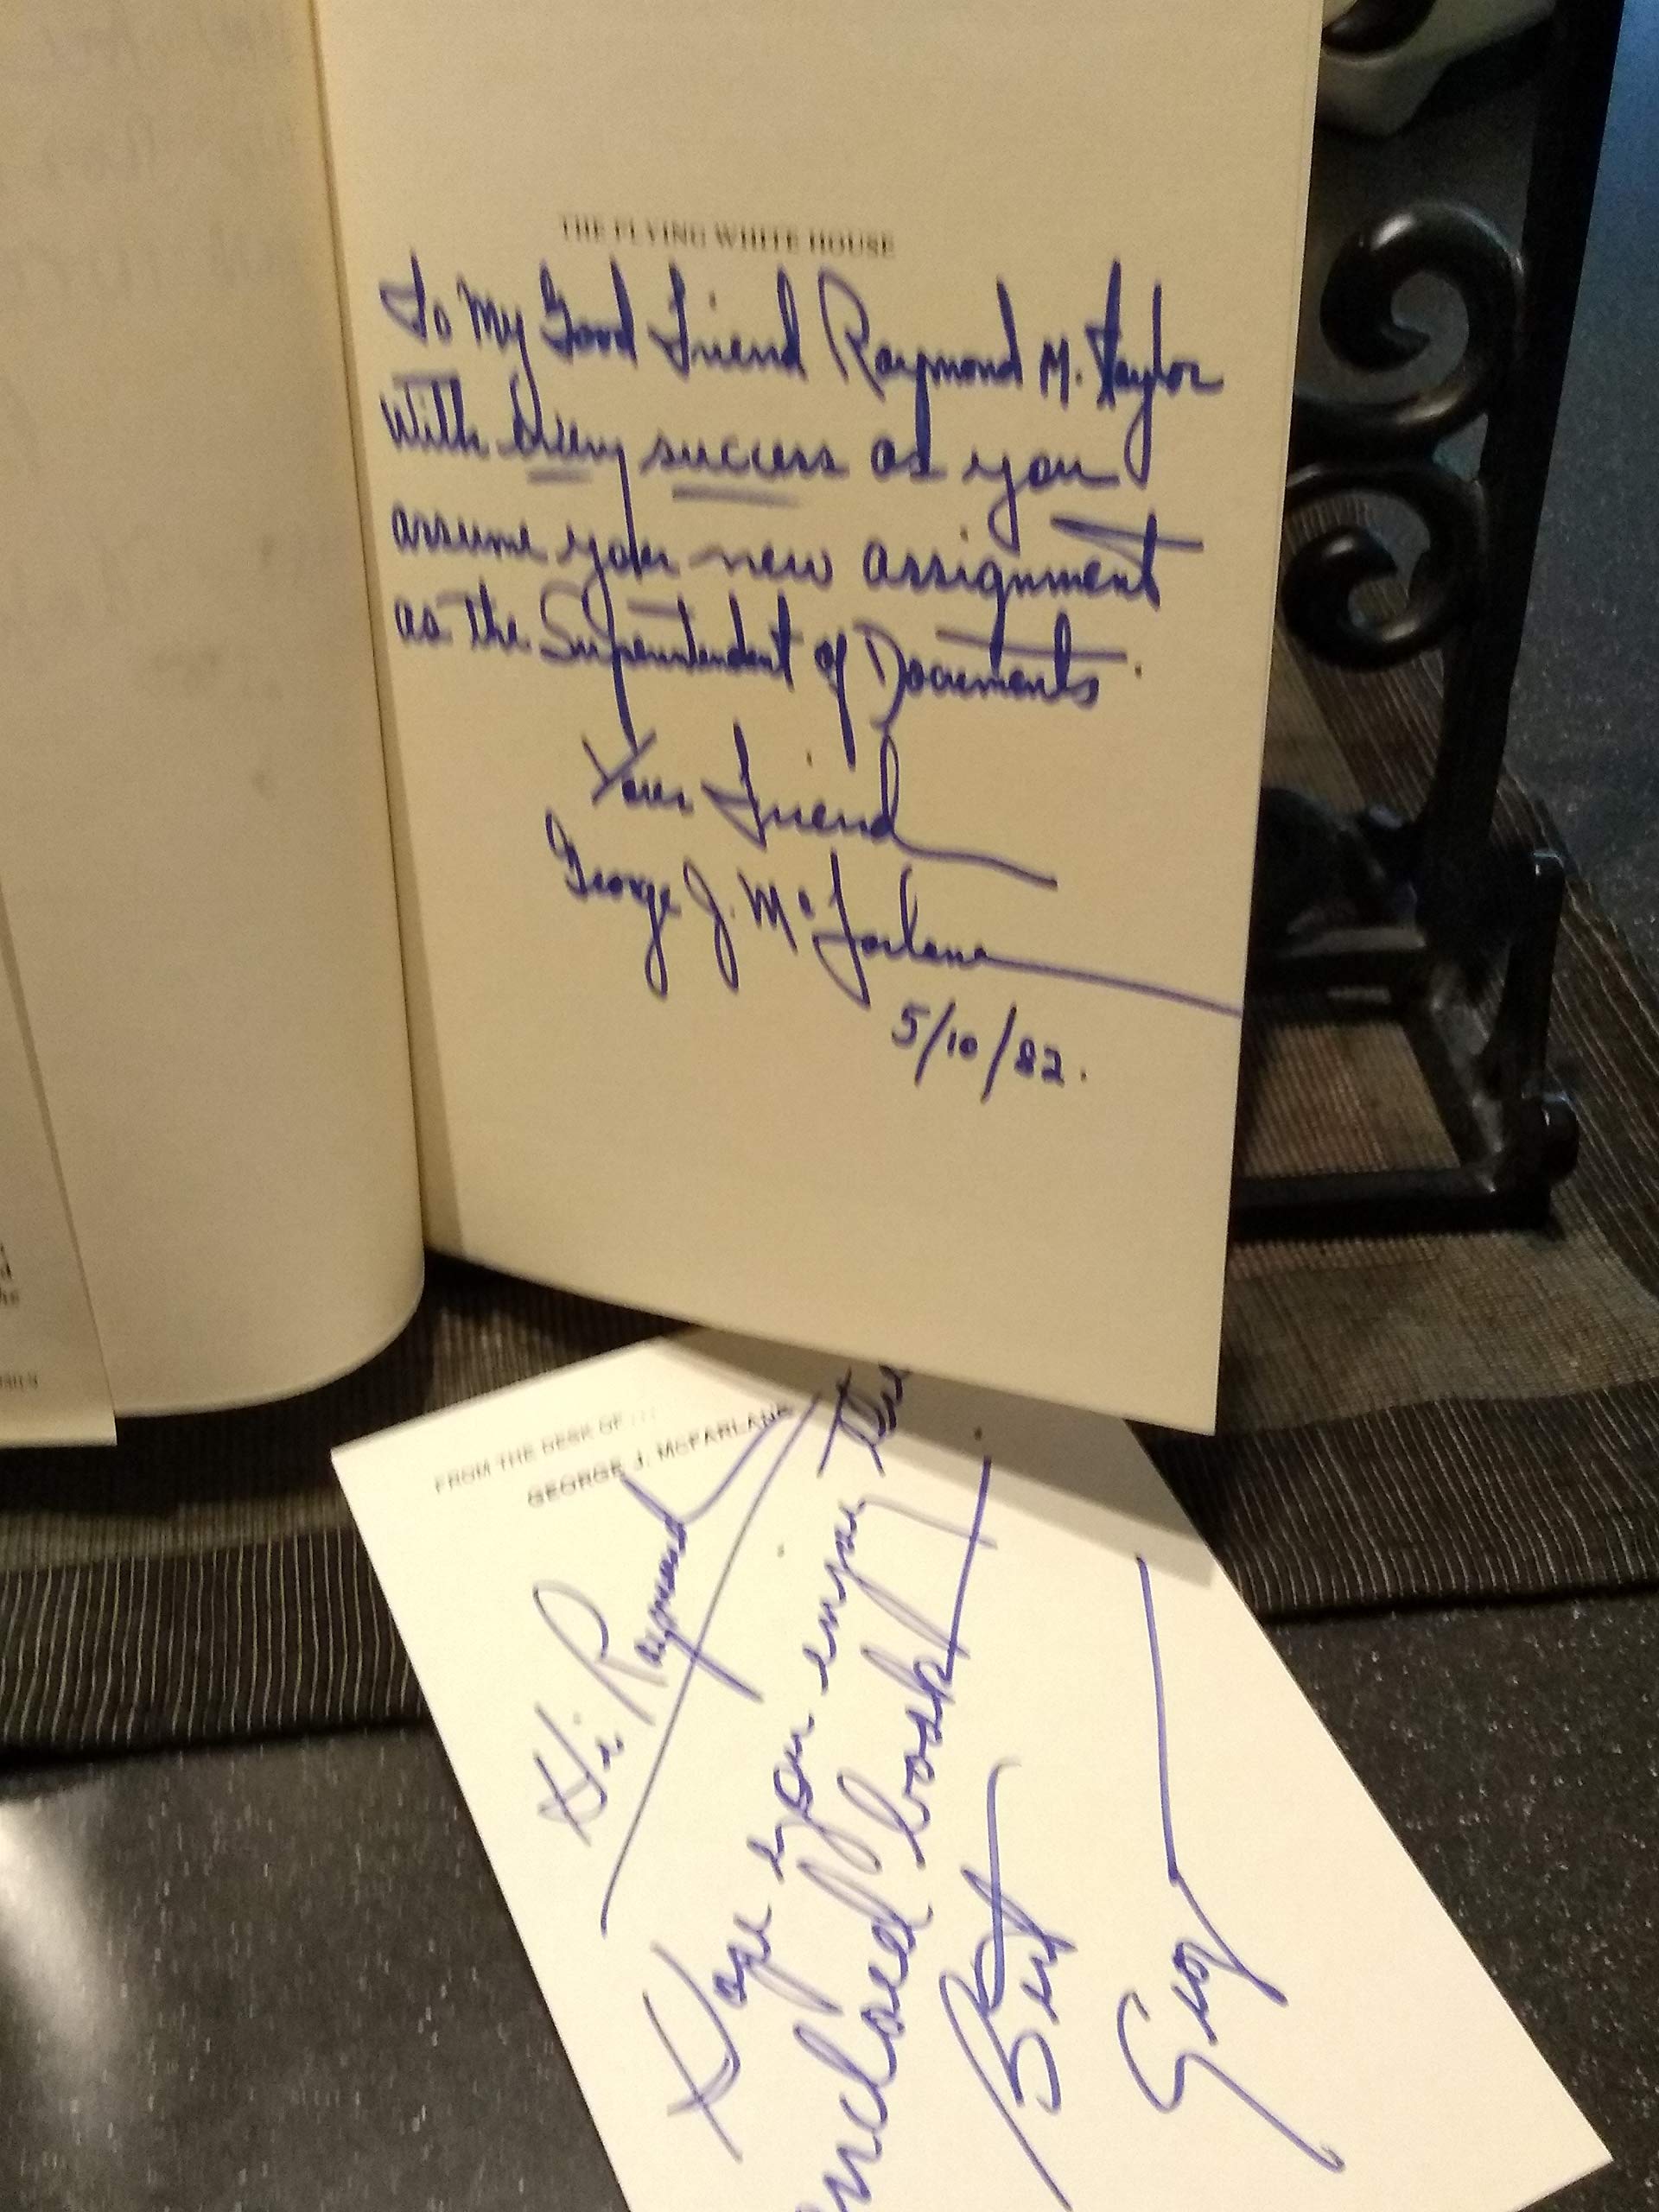 THE FLYING WHITE HOUSE
To My Good Friend Raymond M. Taylor
With every success as you
assume your new assignment
as the Superintendent of Documents.
Your Friend
George J. McFarlane
5/10/82.
FROM THE DESK OF...
GEORGE J. McFARLANE
Hi Raymond
Hope you enjoy the
enclosed book!
Best